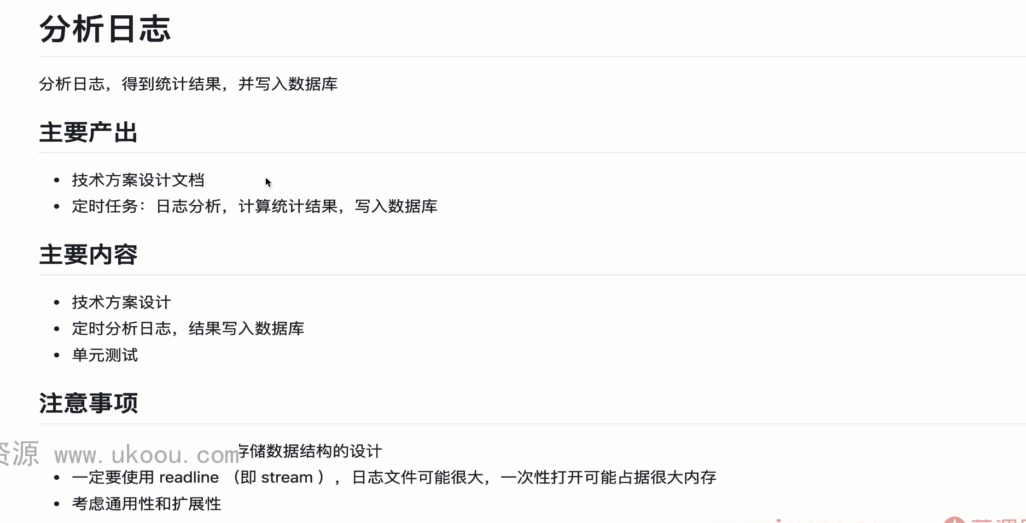 分析日志
分析日志，得到统计结果，并写入数据库
主要产出
技术方案设计文档
定时任务：日志分析，计算统计结果，写入数据库
主要内容
技术方案设计
定时分析日志，结果写入数据库
单元测试
注意事项
资源 www.ukoou.com存储数据结构的设计
一定要使用 readline （即 stream ），日志文件可能很大，一次性打开可能占据很大内存
考虑通用性和扩展性